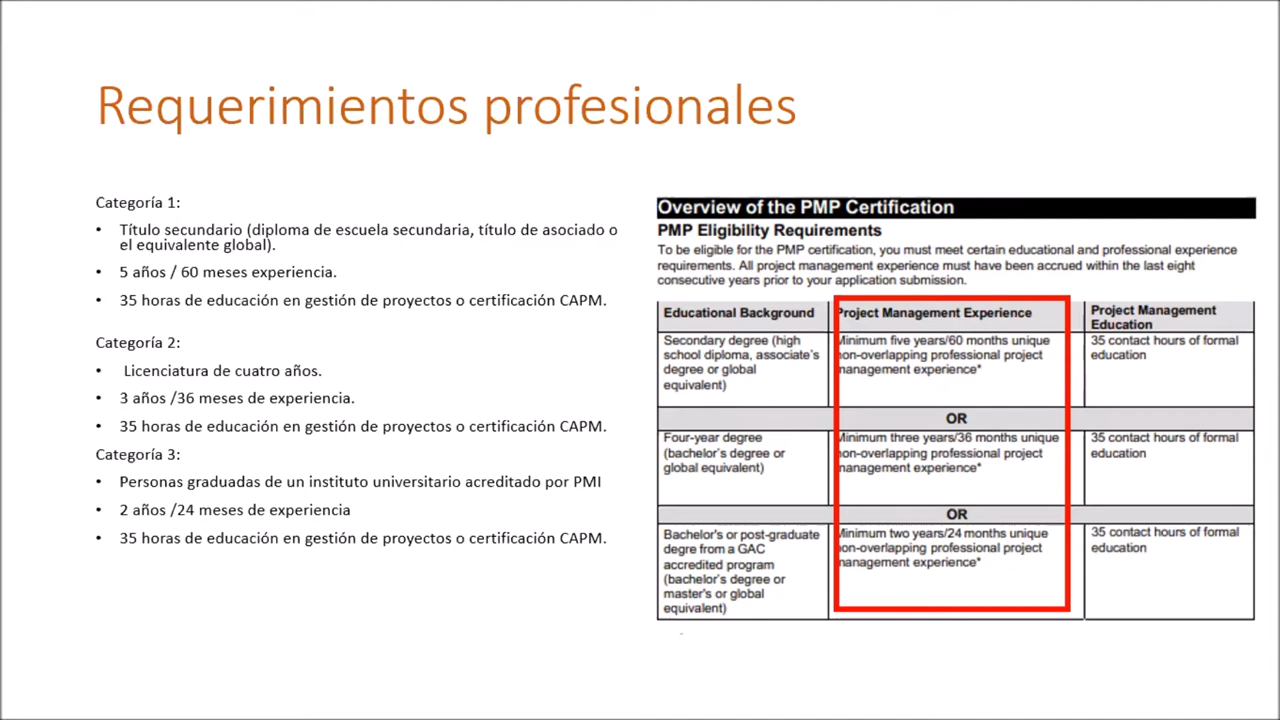 Requerimientos profesionales
Categoría 1:
• Título secundario (diploma de escuela secundaria, título de asociado o
el equivalente global).
• 5 años / 60 meses experiencia.
• 35 horas de educación en gestión de proyectos o certificación CAPM.
Categoría 2:
• Licenciatura de cuatro años.
• 3 años /36 meses de experiencia.
• 35 horas de educación en gestión de proyectos o certificación CAPM.
Categoría 3:
• Personas graduadas de un instituto universitario acreditado por PMI
• 2 años /24 meses de experiencia
• 35 horas de educación en gestión de proyectos o certificación CAPM.
Overview of the PMP Certification
PMP Eligibility Requirements
To be eligible for the PMP certification, you must meet certain educational and professional experience
requirements. All project management experience must have been accrued within the last eight
consecutive years prior to your application submission.
Educational Background
Project Management Experience
Project Management
Education
Secondary degree (high
school diploma, associate's
degree or global
equivalent)
Minimum five years/60 months unique
non-overlapping professional project
management experience*
35 contact hours of formal
education
OR
Four-year degree
(bachelor's degree or
global equivalent)
Minimum three years/36 months unique
non-overlapping professional project
management experience*
35 contact hours of formal
education
OR
Bachelor's or post-graduate
degre from a GAC
accredited program
(bachelor's degree or
master's or global
equivalent)
Minimum two years/24 months unique
non-overlapping professional project
management experience*
35 contact hours of formal
education